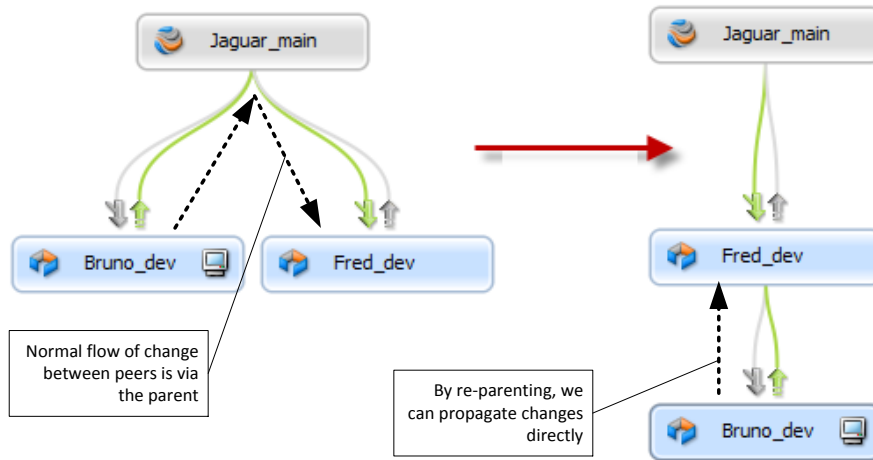 Jaguar_main
Bruno_dev
Fred_dev
Normal flow of change
between peers is via
the parent
Jaguar_main
Fred_dev
By re-parenting, we
can propagate changes
directly
Bruno_dev